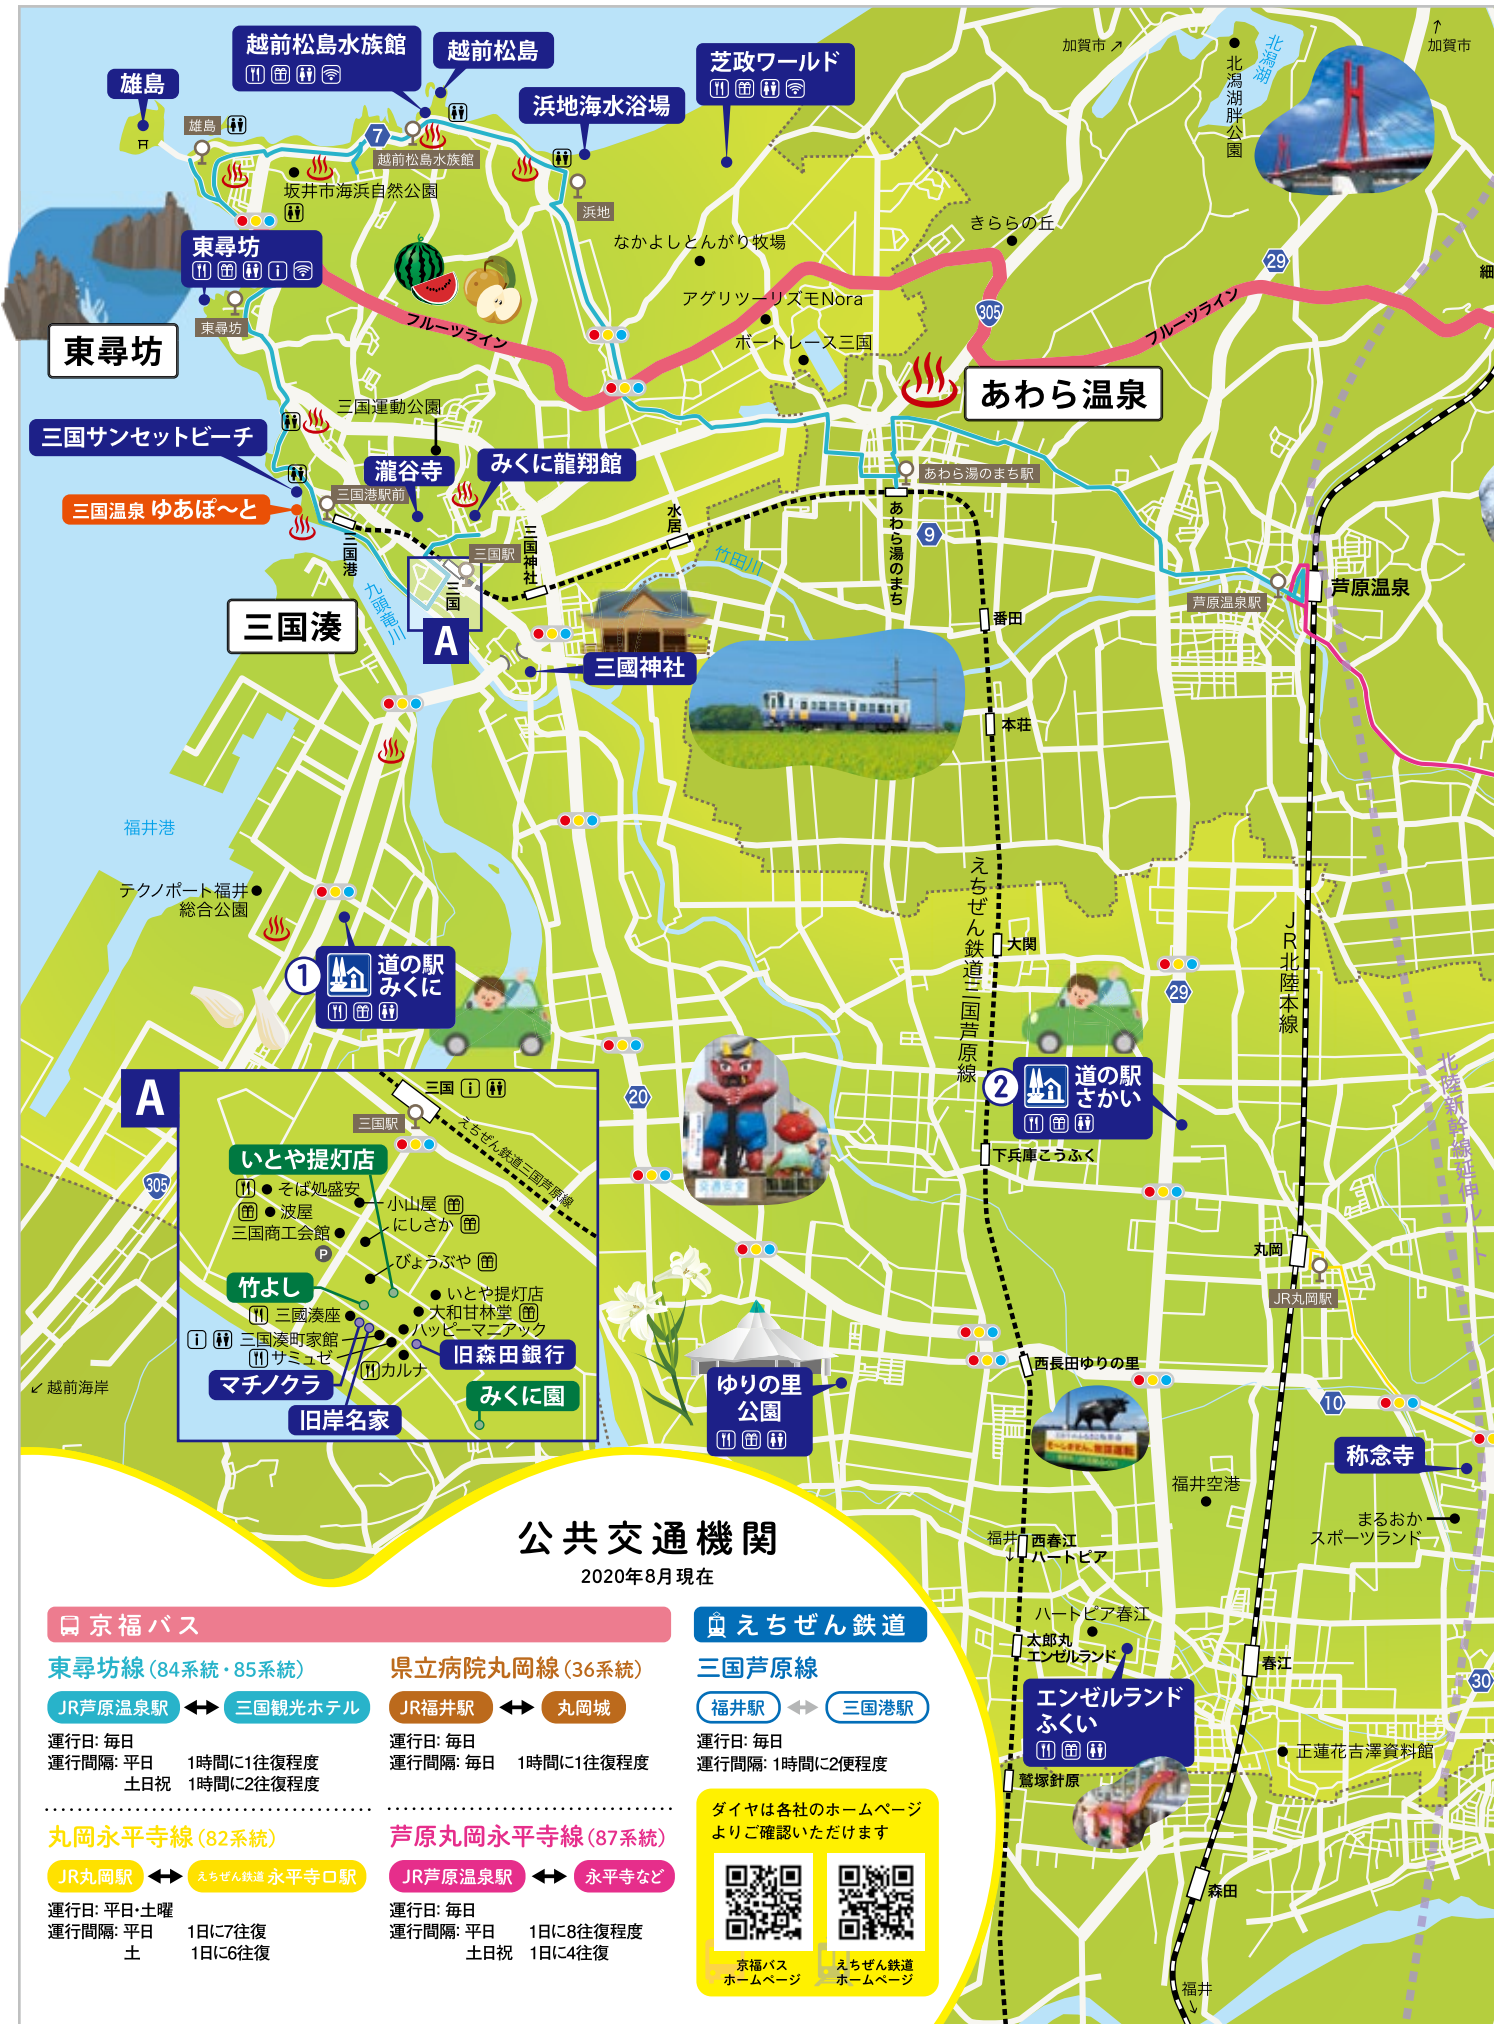 加賀市
加賀市
越前松島水族館
越前松島
芝政ワールド
雄島
浜地海水浴場
北潟湖
北潟湖畔公園
雄島
7
越前松島水族館
坂井市海浜自然公園
浜地
東尋坊
なかよしとんがり牧場
きららの丘
29
細
アグリツーリズモNora
305
フルーツライン
フルーツライン
東尋坊
東尋坊
ボートレース三国
あわら温泉
三国運動公園
三国サンセットビーチ
瀧谷寺
みくに龍翔館
あわら湯のまち駅
三国温泉 ゆあぽ〜と
三国港駅前
水居
三国港
三国神社
あわら湯のまち
9
三国駅
竹田川
三国
九頭竜川
芦原温泉駅
芦原温泉
三国湊
A
番田
三國神社
本荘
福井港
テクノポート福井
総合公園
えちぜん鉄道三国芦原線
大関
JR北陸本線
1
道の駅
みくに
29
北陸新幹線延伸ルート
2
道の駅
さかい
20
A
三国
三国駅
えちぜん鉄道三国芦原線
下兵庫こうふく
305
いとや提灯店
そば処盛安
小山屋
波屋
にしさか
三国商工会館
P
びょうぶや
竹よし
いとや提灯店
三國湊座
大和甘林堂
ハッピーマニアック
三国湊町家館
サミュゼ
旧森田銀行
カルナ
マチノクラ
みくに園
旧岸名家
越前海岸
丸岡
JR丸岡駅
西長田ゆりの里
ゆりの里
公園
交通安全
10
称念寺
福井空港
まるおか
スポーツランド
福井
西春江
ハートピア
ハートピア春江
太郎丸
エンゼルランド
春江
30
エンゼルランド
ふくい
正蓮花吉澤資料館
鷲塚針原
森田
福井
公共交通機関
2020年8月現在
京福バス
東尋坊線(84系統・85系統)
JR芦原温泉駅
三国観光ホテル
運行日: 毎日
運行間隔: 平日 1時間に1往復程度
土日祝 1時間に2往復程度
県立病院丸岡線(36系統)
JR福井駅
丸岡城
運行日: 毎日
運行間隔: 毎日 1時間に1往復程度
丸岡永平寺線(82系統)
JR丸岡駅
えちぜん鉄道 永平寺口駅
運行日: 平日・土曜
運行間隔: 平日 1日に7往復
土 1日に6往復
芦原丸岡永平寺線(87系統)
JR芦原温泉駅
永平寺など
運行日: 毎日
運行間隔: 平日 1日に8往復程度
土日祝 1日に4往復
えちぜん鉄道
三国芦原線
福井駅
三国港駅
運行日: 毎日
運行間隔: 1時間に2便程度
ダイヤは各社のホームページ
よりご確認いただけます
京福バス
ホームページ
えちぜん鉄道
ホームページ